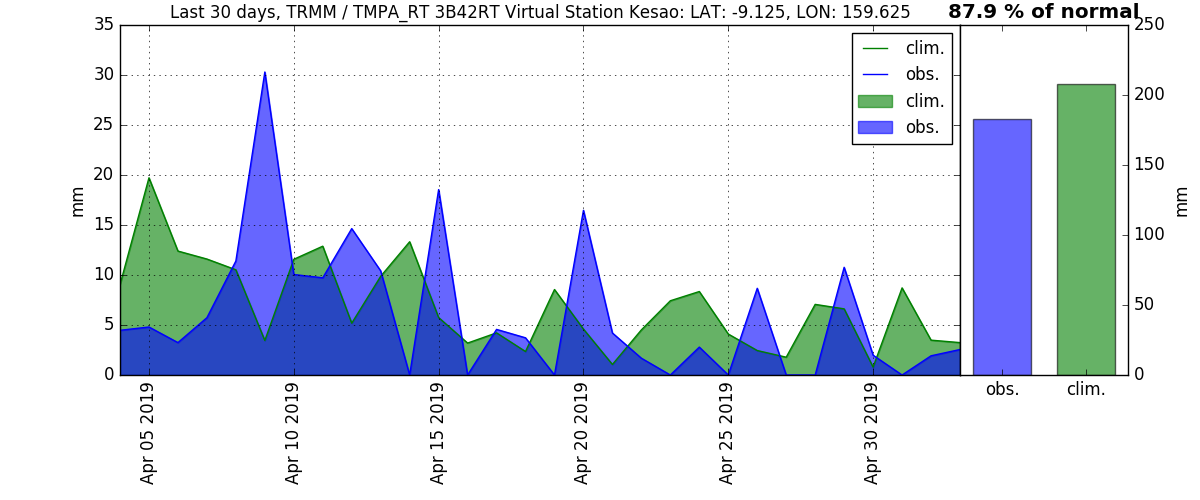 Last 30 days, TRMM / TMPA_RT 3B42RT Virtual Station Kesao: LAT: -9.125, LON: 159.625
87.9 % of normal
35
30
25
20
15
10
5
0
mm
clim.
obs.
clim.
obs.
Apr 05 2019
Apr 10 2019
Apr 15 2019
Apr 20 2019
Apr 25 2019
Apr 30 2019
250
200
150
100
50
0
mm
obs.
clim.